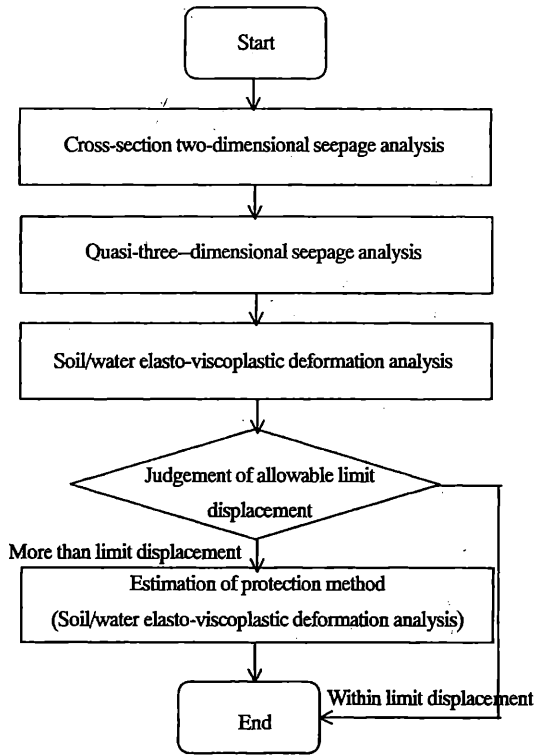 Start
Cross-section two-dimensional seepage analysis
Quasi-three–dimensional seepage analysis
Soil/water elasto-viscoplastic deformation analysis
Judgement of allowable limit
displacement
More than limit displacement
Estimation of protection method
(Soil/water elasto-viscoplastic deformation analysis)
Within limit displacement
End